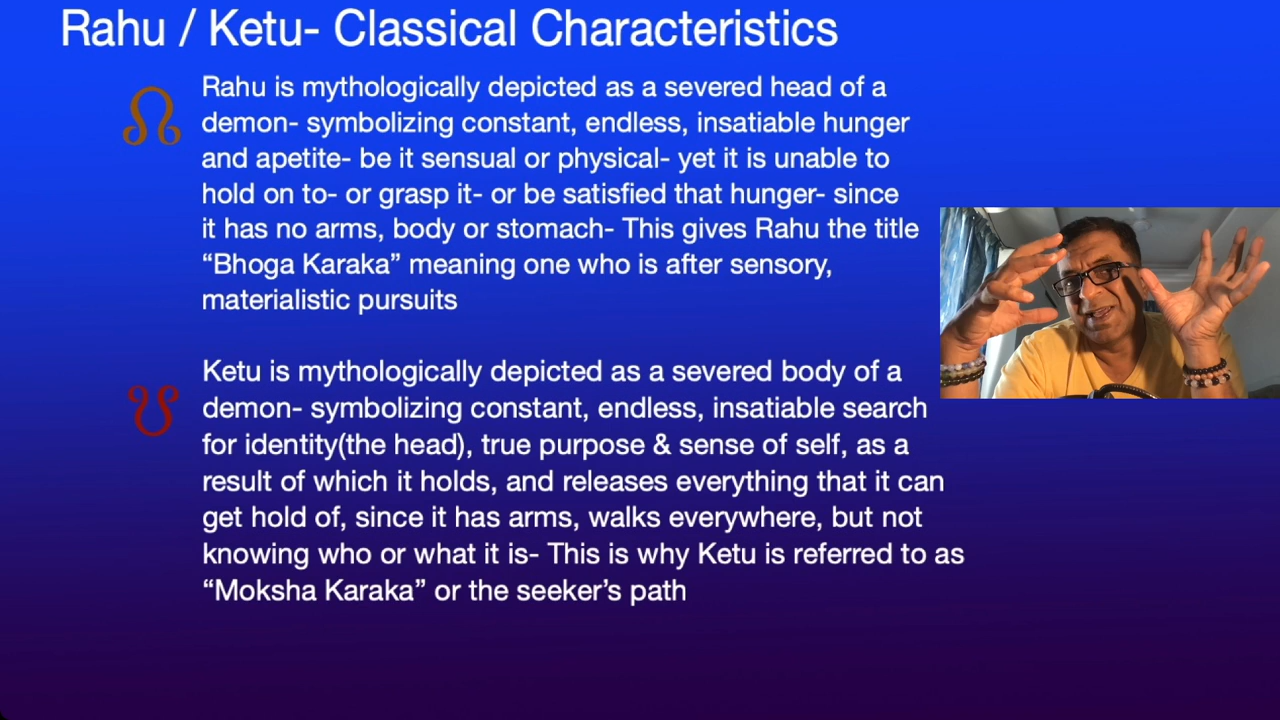 Rahu / Ketu- Classical Characteristics
Rahu is mythologically depicted as a severed head of a
demon- symbolizing constant, endless, insatiable hunger
and apetite- be it sensual or physical- yet it is unable to
hold on to- or grasp it- or be satisfied that hunger- since
it has no arms, body or stomach- This gives Rahu the title
“Bhoga Karaka” meaning one who is after sensory,
materialistic pursuits
Ketu is mythologically depicted as a severed body of a
demon- symbolizing constant, endless, insatiable search
for identity(the head), true purpose & sense of self, as a
result of which it holds, and releases everything that it can
get hold of, since it has arms, walks everywhere, but not
knowing who or what it is- This is why Ketu is referred to as
“Moksha Karaka” or the seeker’s path